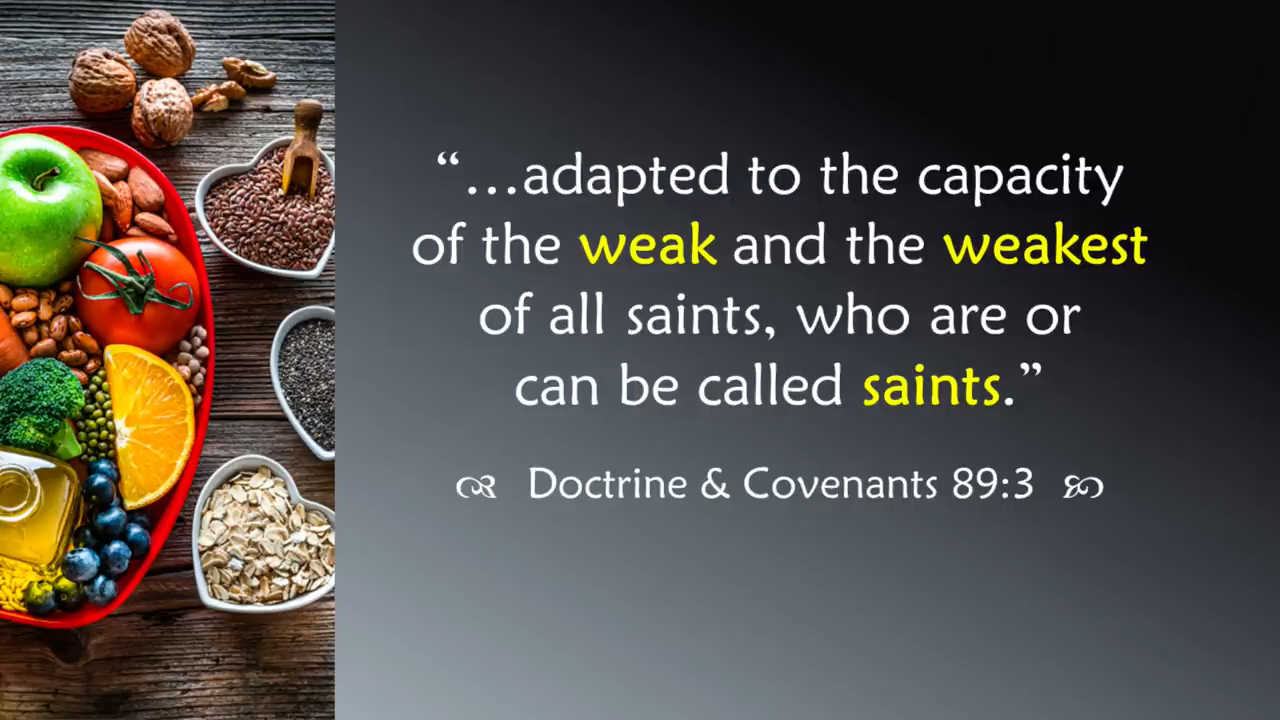 “…adapted to the capacity
of the weak and the weakest
of all saints, who are or
can be called saints.”
Doctrine & Covenants 89:3